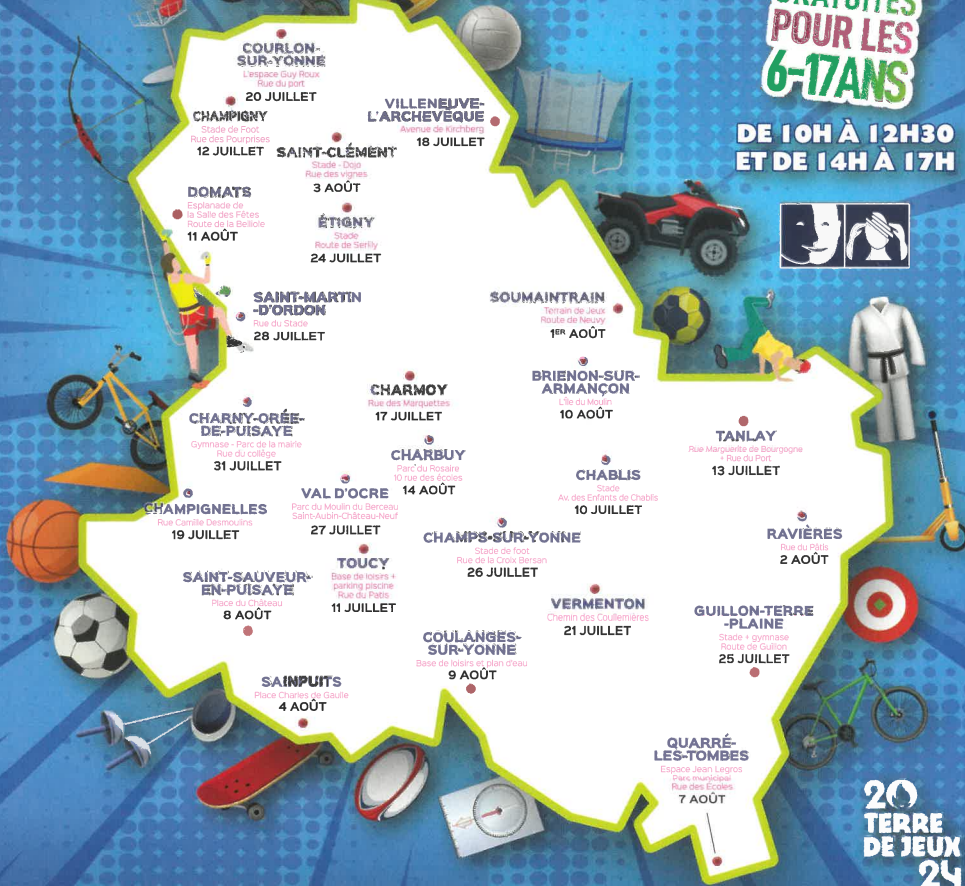 GRATUITES
POUR LES
6-17ANS
DE 10H À 12H30
ET DE 14H À 17H
COURLON-
SUR-YONNE
L'espace Guy Roux
Rue du port
20 JUILLET
CHAMPIGNY
Stade de Foot
Rue des Pourprises
12 JUILLET
VILLENEUVE-
L'ARCHEVÊQUE
Avenue de Kirchberg
18 JUILLET
SAINT-CLÉMENT
Stade - Dojo
Rue des vignes
3 AOÛT
DOMATS
Esplanade de
la Salle des Fêtes
Route de la Belliole
11 AOÛT
ÉTIGNY
Stade
Route de Serilly
24 JUILLET
SAINT-MARTIN
-D'ORDON
Rue du Stade
28 JUILLET
SOUMAINTRAIN
Terrain de Jeux
Route de Neuvy
1ER AOÛT
BRIENON-SUR-
ARMANÇON
L'île du Moulin
10 AOÛT
CHARMOY
Rue des Marquettes
17 JUILLET
CHARNY-ORÉE-
DE-PUISAYE
Gymnase - Parc de la mairie
Rue du collège
31 JUILLET
TANLAY
Rue Marguerite de Bourgogne
+ Rue du Port
13 JUILLET
CHARBUY
Parc du Rosaire
10 rue des écoles
14 AOÛT
CHABLIS
Stade
Av. des Enfants de Chablis
10 JUILLET
VAL D'OCRE
Parc du Moulin du Berceau
Saint-Aubin-Château-Neuf
27 JUILLET
CHAMPIGNELLES
Rue Camille Desmoulins
19 JUILLET
CHAMPS-SUR-YONNE
Stade de foot
Rue de la Croix Bersan
26 JUILLET
RAVIÈRES
Rue du Pâtis
2 AOÛT
TOUCY
Base de loisirs +
parking piscine
Rue du Patis
11 JUILLET
SAINT-SAUVEUR-
EN-PUISAYE
Place du Château
8 AOÛT
VERMENTON
Chemin des Coullemières
21 JUILLET
GUILLON-TERRE
-PLAINE
Stade + gymnase
Route de Guillon
25 JUILLET
COULANGES-
SUR-YONNE
Base de loisirs et plan d'eau
9 AOÛT
SAINPUITS
Place Charles de Gaulle
4 AOÛT
QUARRÉ-
LES-TOMBES
Espace Jean Legros
Parc municipal
Rue des Écoles
7 AOÛT
20
TERRE
DE JEUX
24